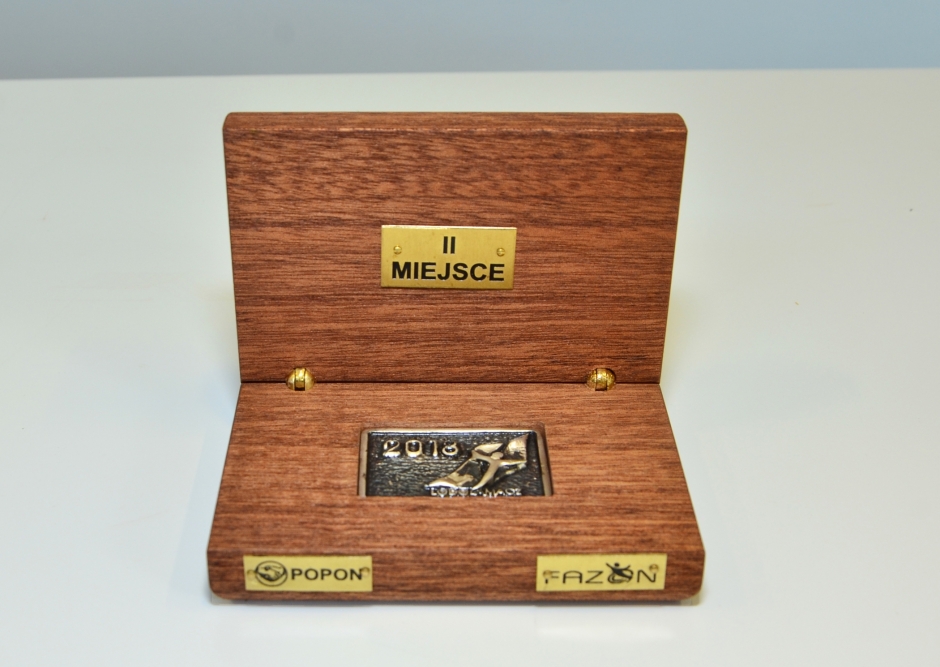 II
MIEJSCE
2018
POPON
FAZON